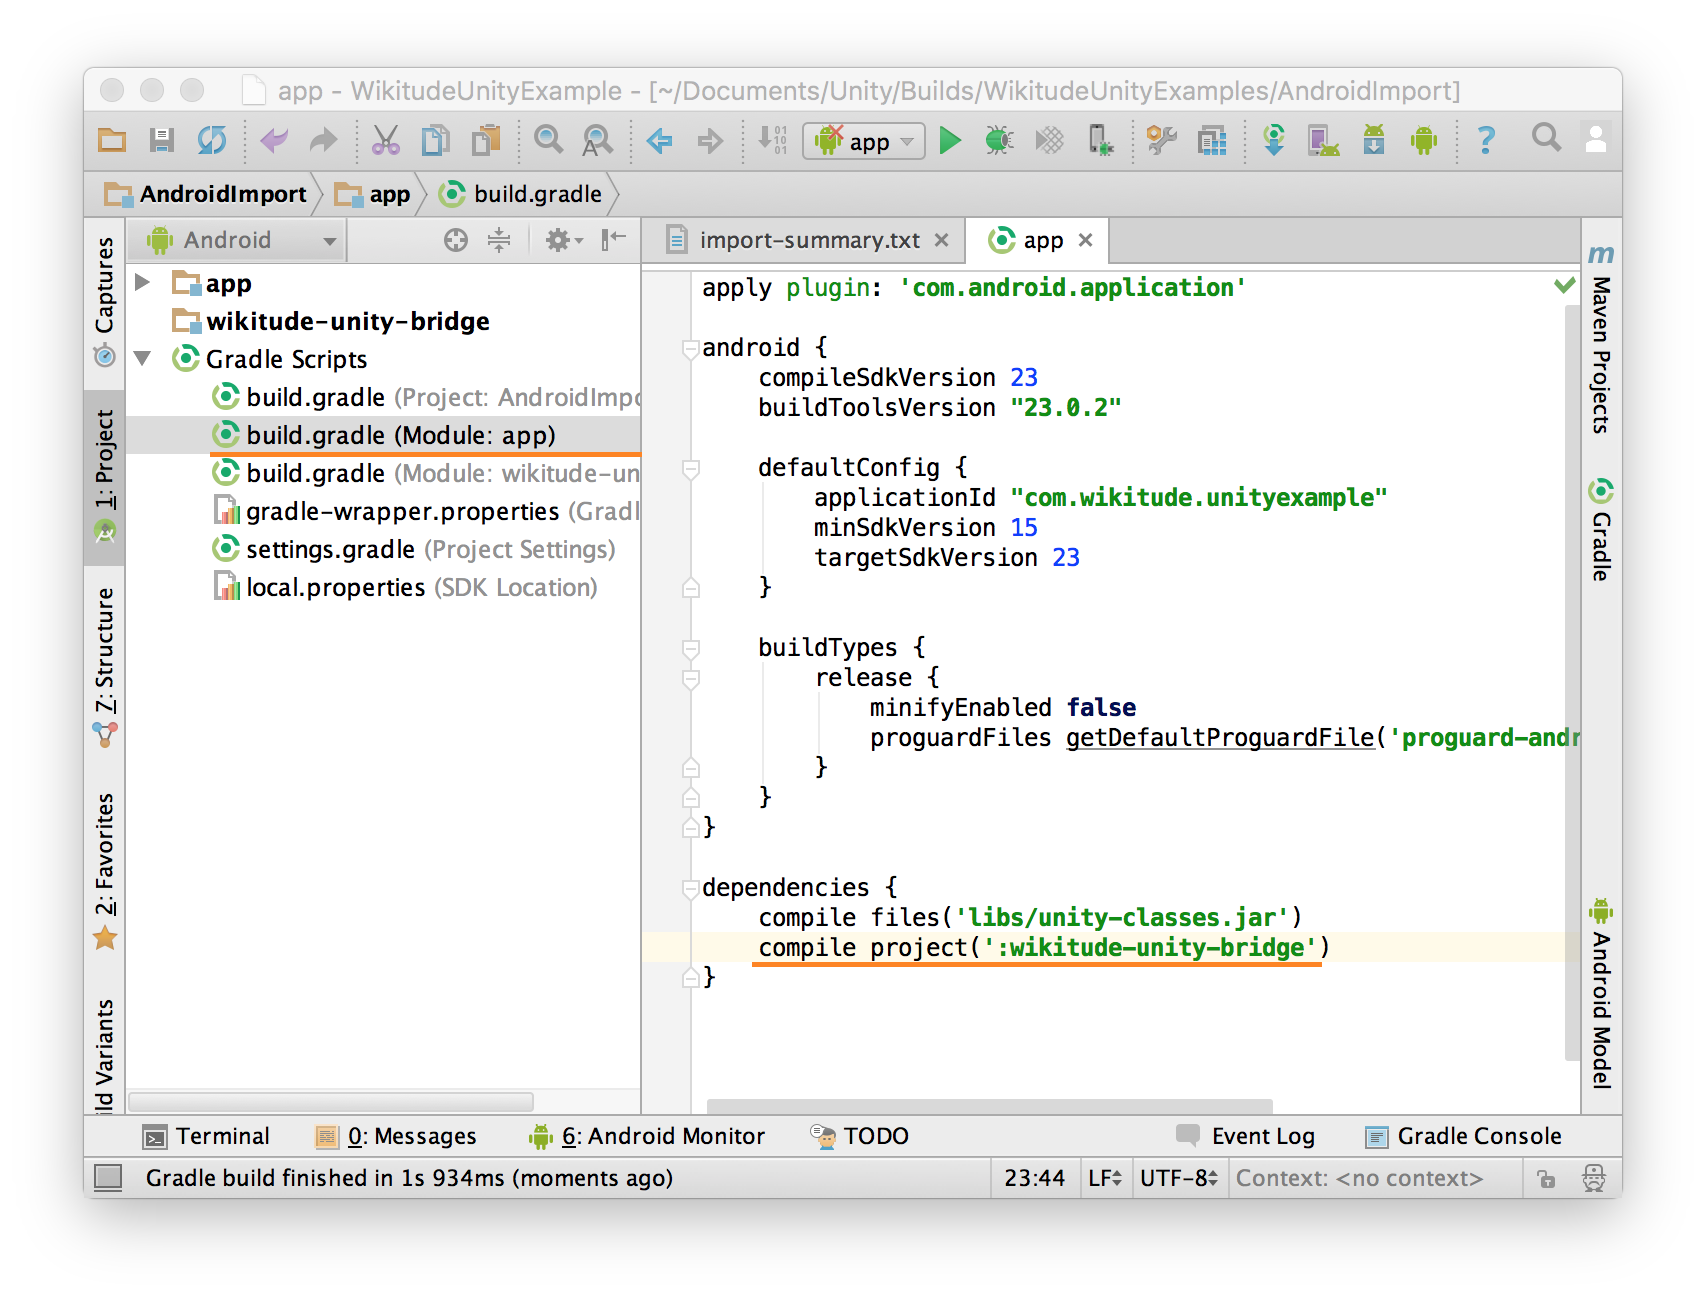 app - WikitudeUnityExample - [~/Documents/Unity/Builds/WikitudeUnityExamples/AndroidImport]
app
AndroidImport app build.gradle
Android
import-summary.txt app
Captures
1: Project
7: Structure
2: Favorites
ild Variants
app
wikitude-unity-bridge
Gradle Scripts
build.gradle (Project: AndroidImpo
build.gradle (Module: app)
build.gradle (Module: wikitude-un
gradle-wrapper.properties (Gradl
settings.gradle (Project Settings)
local.properties (SDK Location)
apply plugin: 'com.android.application'
android {
compileSdkVersion 23
buildToolsVersion "23.0.2"
defaultConfig {
applicationId "com.wikitude.unityexample"
minSdkVersion 15
targetSdkVersion 23
}
buildTypes {
release {
minifyEnabled false
proguardFiles getDefaultProguardFile('proguard-andr
}
}
}
dependencies {
compile files('libs/unity-classes.jar')
compile project(':wikitude-unity-bridge')
}
m Maven Projects
Gradle
Android Model
Terminal 0: Messages 6: Android Monitor TODO Event Log Gradle Console
Gradle build finished in 1s 934ms (moments ago) 23:44 LF UTF-8 Context: <no context>